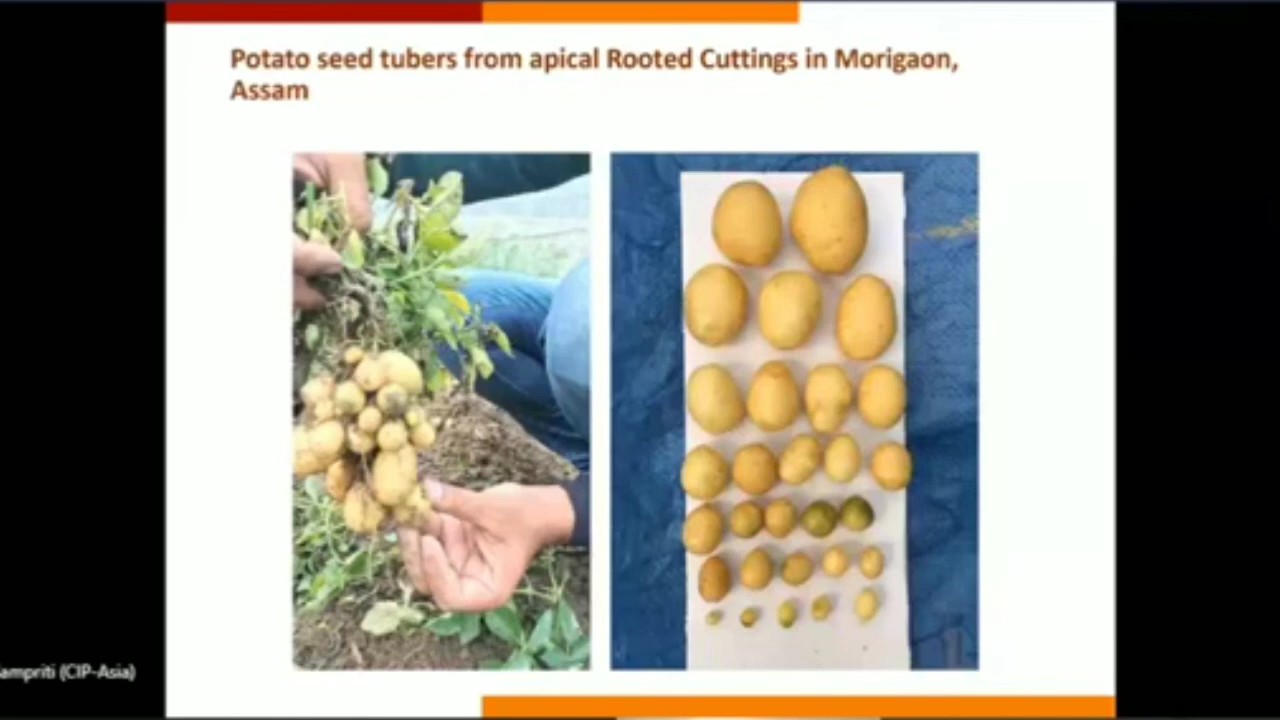 Potato seed tubers from apical Rooted Cuttings in Morigaon,
Assam
ampriti (CIP-Asia)